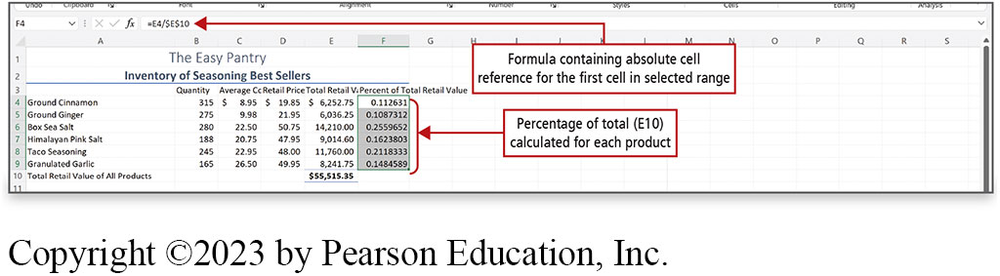 Undo Clipboard Font Alignment Number Styles Cells Editing Analysis
F4 fx =E4/$E$10
A B C D E F G H I J K L M N O P Q R S
1 The Easy Pantry
2 Inventory of Seasoning Best Sellers
3 Quantity Average Cc Retail Price Total Retail Va Percent of Total Retail Value
4 Ground Cinnamon 315 $ 8.95 $ 19.85 $ 6,252.75 0.112631
5 Ground Ginger 275 9.98 21.95 6,036.25 0.1087312
6 Box Sea Salt 280 22.50 50.75 14,210.00 0.2559652
7 Himalayan Pink Salt 188 20.75 47.95 9,014.60 0.1623803
8 Taco Seasoning 245 22.95 48.00 11,760.00 0.2118333
9 Granulated Garlic 165 26.50 49.95 8,241.75 0.1484589
10 Total Retail Value of All Products $55,515.35
11
Formula containing absolute cell
reference for the first cell in selected range
Percentage of total (E10)
calculated for each product
Copyright ©2023 by Pearson Education, Inc.